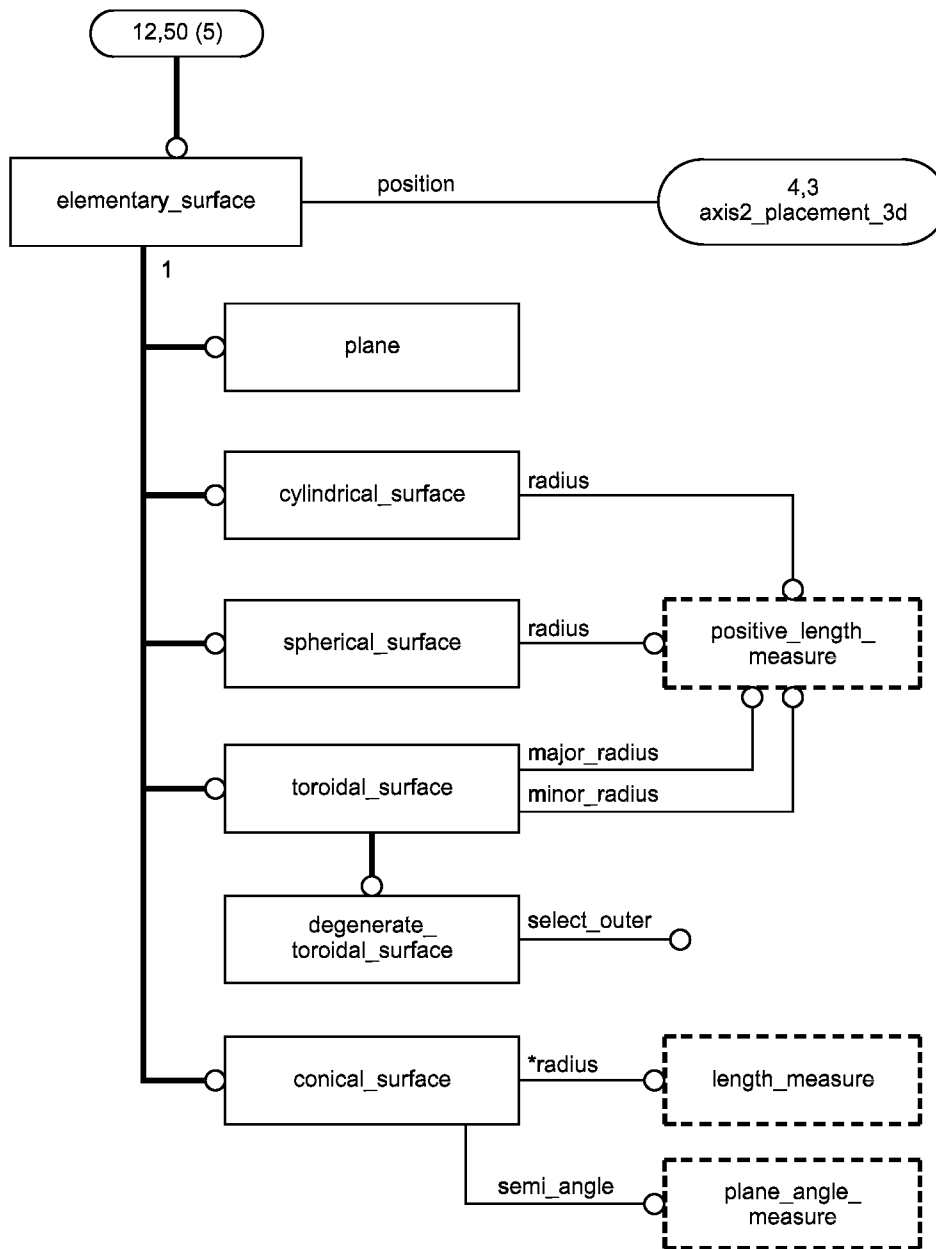 12,50 (5)
elementary_surface
position
4,3
axis2_placement_3d
1
plane
cylindrical_surface
radius
spherical_surface
radius
positive_length_
measure
toroidal_surface
major_radius
minor_radius
degenerate_
toroidal_surface
select_outer
conical_surface
*radius
length_measure
semi_angle
plane_angle_
measure